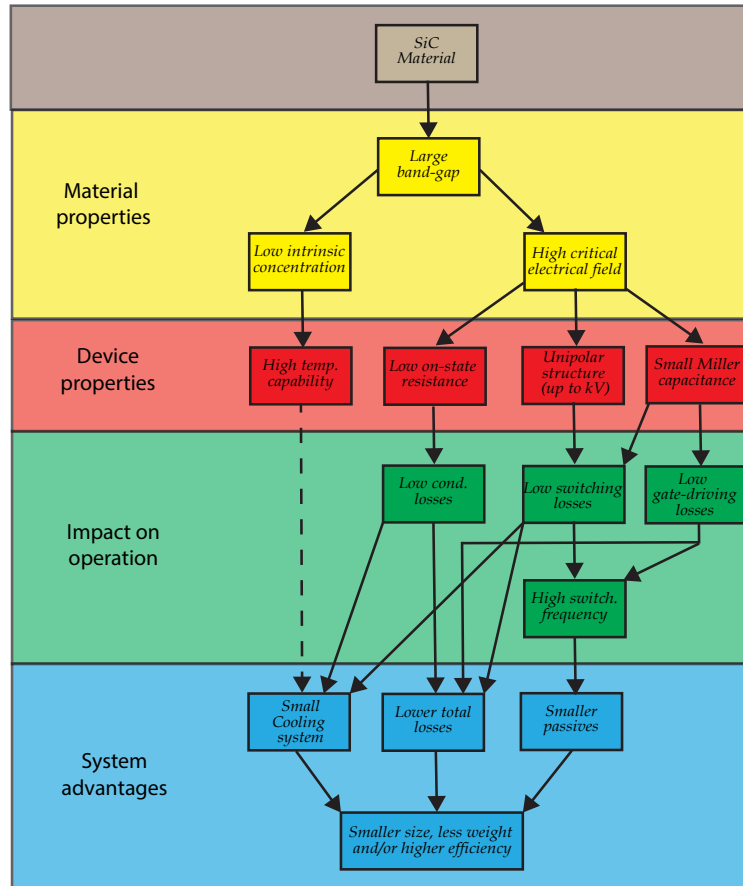 SiC
Material
Large
band-gap
Material
properties
Low intrinsic
concentration
High critical
electrical field
Device
properties
High temp.
capability
Low on-state
resistance
Unipolar
structure
(up to kV)
Small Miller
capacitance
Impact on
operation
Low cond.
losses
Low switching
losses
Low
gate-driving
losses
High switch.
frequency
System
advantages
Small
Cooling
system
Lower total
losses
Smaller
passives
Smaller size, less weight
and/or higher efficiency